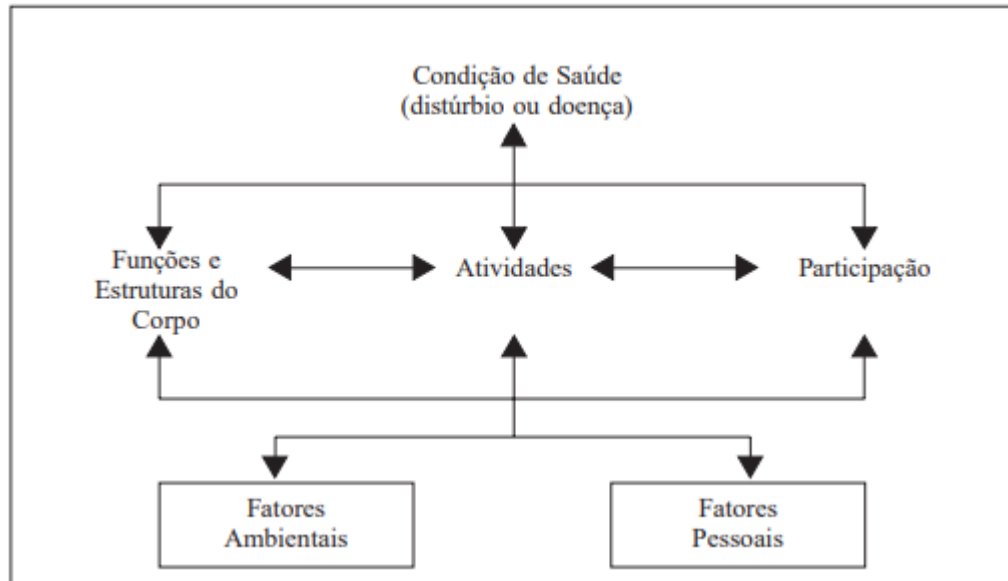 Condição de Saúde
(distúrbio ou doença)
Funções e
Estruturas do
Corpo
Atividades
Participação
Fatores
Ambientais
Fatores
Pessoais